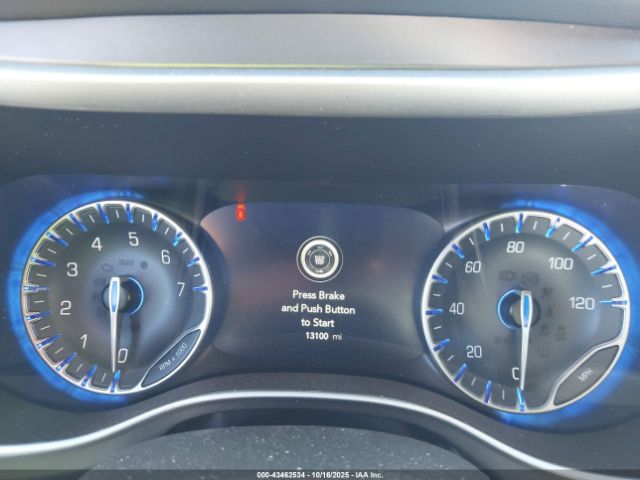 0 1 2 3 4 5 6 7
BRAKE
RPM x 1000
Press Brake
and Push Button
to Start
13100 mi
0 20 40 60 80 100 120
MPH
000-43462534 - 10/16/2025 - IAA Inc.